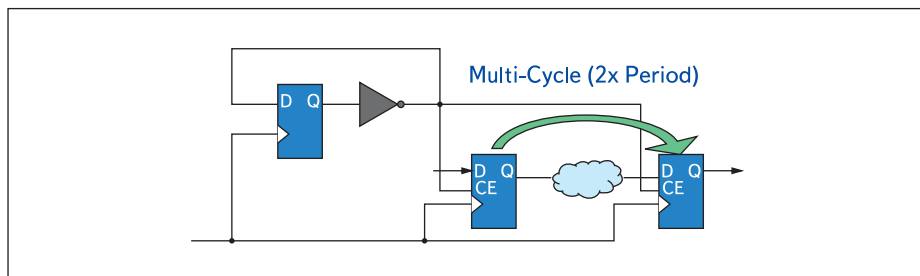 Multi-Cycle (2x Period)
D Q
D Q
CE
D Q
CE